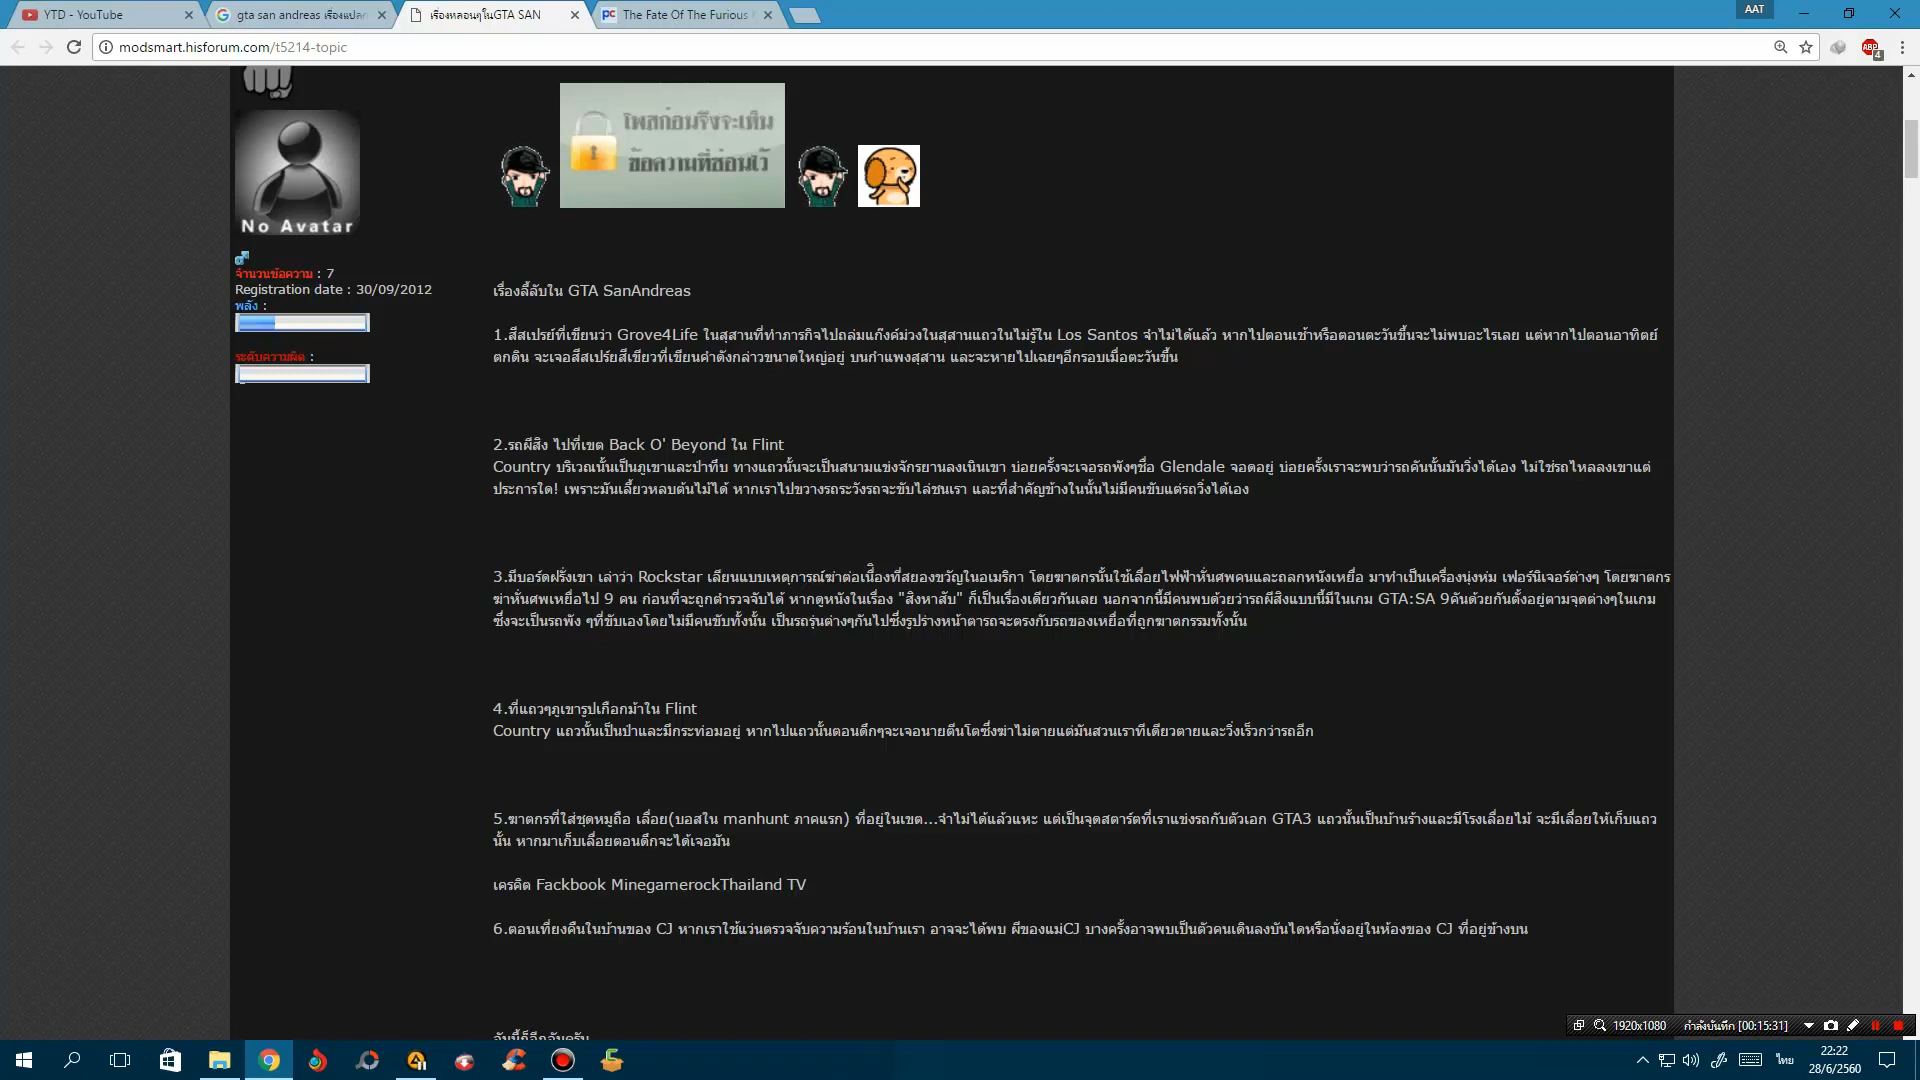 YTD - YouTube
gta san andreas เรื่องแปล
เรื่องหลอนๆในGTA SAN
The Fate Of The Furious
AAT
modsmart.hisforum.com/t5214-topic
ABP
4
โพสก่อนจึงจะเห็น
ข้อความที่ซ่อนไว้
No Avatar
จำนวนข้อความ : 7
Registration date : 30/09/2012
พลัง :
ระดับความผิด :
เรื่องลี้ลับใน GTA SanAndreas
1.สีสเปรย์ที่เขียนว่า Grove4Life ในสุสานที่ทำภารกิจไปถล่มแก๊งค์ม่วงในสุสานแถวในไม่รู้ใน Los Santos จำไม่ได้แล้ว หากไปตอนเช้าหรือตอนตะวันขึ้นจะไม่พบอะไรเลย แต่หากไปตอนอาทิตย์
ตกดิน จะเจอสีสเปร์ยสีเขียวที่เขียนคำดังกล่าวขนาดใหญ่อยู่ บนกำแพงสุสาน และจะหายไปเฉยๆอีกรอบเมื่อตะวันขึ้น
2.รถผีสิง ไปที่เขต Back O' Beyond ใน Flint
Country บริเวณนั้นเป็นภูเขาและป่าทึบ ทางแถวนั้นจะเป็นสนามแข่งจักรยานลงเนินเขา บ่อยครั้งจะเจอรถพังๆชื่อ Glendale จอดอยู่ บ่อยครั้งเราจะพบว่ารถคันนั้นมันวิ่งได้เอง ไม่ใช่รถไหลลงเขาแต่
ประการใด! เพราะมันเลี้ยวหลบต้นไม้ได้ หากเราไปขวางรถระวังรถจะขับไล่ชนเรา และที่สำคัญข้างในนั้นไม่มีคนขับแต่รถวิ่งได้เอง
3.มีบอร์ดฝรั่งเขา เล่าว่า Rockstar เลียนแบบเหตุการณ์ฆ่าต่อเนื่องที่สยองขวัญในอเมริกา โดยฆาตกรนั้นใช้เลื่อยไฟฟ้าหั่นศพคนและถลกหนังเหยื่อ มาทำเป็นเครื่องนุ่งห่ม เฟอร์นิเจอร์ต่างๆ โดยฆาตกร
ฆ่าหั่นศพเหยื่อไป 9 คน ก่อนที่จะถูกตำรวจจับได้ หากดูหนังในเรื่อง "สิงหาสับ" ก็เป็นเรื่องเดียวกันเลย นอกจากนี้มีคนพบด้วยว่ารถผีสิงแบบนี้มีในเกม GTA:SA 9คันด้วยกันตั้งอยู่ตามจุดต่างๆในเกม
ซึ่งจะเป็นรถพัง ๆที่ขับเองโดยไม่มีคนขับทั้งนั้น เป็นรถรุ่นต่างๆกันไปซึ่งรูปร่างหน้าตารถจะตรงกับรถของเหยื่อที่ถูกฆาตกรรมทั้งนั้น
4.ที่แถวๆภูเขารูปเกือกม้าใน Flint
Country แถวนั้นเป็นป่าและมีกระท่อมอยู่ หากไปแถวนั้นตอนดึกๆจะเจอนายตีนโตซึ่งฆ่าไม่ตายแต่มันสวนเราทีเดียวตายและวิ่งเร็วกว่ารถอีก
5.ฆาตกรที่ใส่ชุดหมูถือ เลื่อย(บอสใน manhunt ภาคแรก) ที่อยู่ในเขต...จำไม่ได้แล้วแหะ แต่เป็นจุดสตาร์ตที่เราแข่งรถกับตัวเอก GTA3 แถวนั้นเป็นบ้านร้างและมีโรงเลื่อยไม้ จะมีเลื่อยให้เก็บแถว
นั้น หากมาเก็บเลื่อยตอนดึกจะได้เจอมัน
เครคิต Fackbook MinegamerockThailand TV
6.ตอนเที่ยงคืนในบ้านของ CJ หากเราใช้แว่นตรวจจับความร้อนในบ้านเรา อาจจะได้พบ ผีของแม่CJ บางครั้งอาจพบเป็นตัวคนเดินลงบันไดหรือนั่งอยู่ในห้องของ CJ ที่อยู่ข้างบน
อันนี้ก็อีกอันครับ
1920x1080 กำลังบันทึก [00:15:31]
ไทย
22:22
28/6/2560